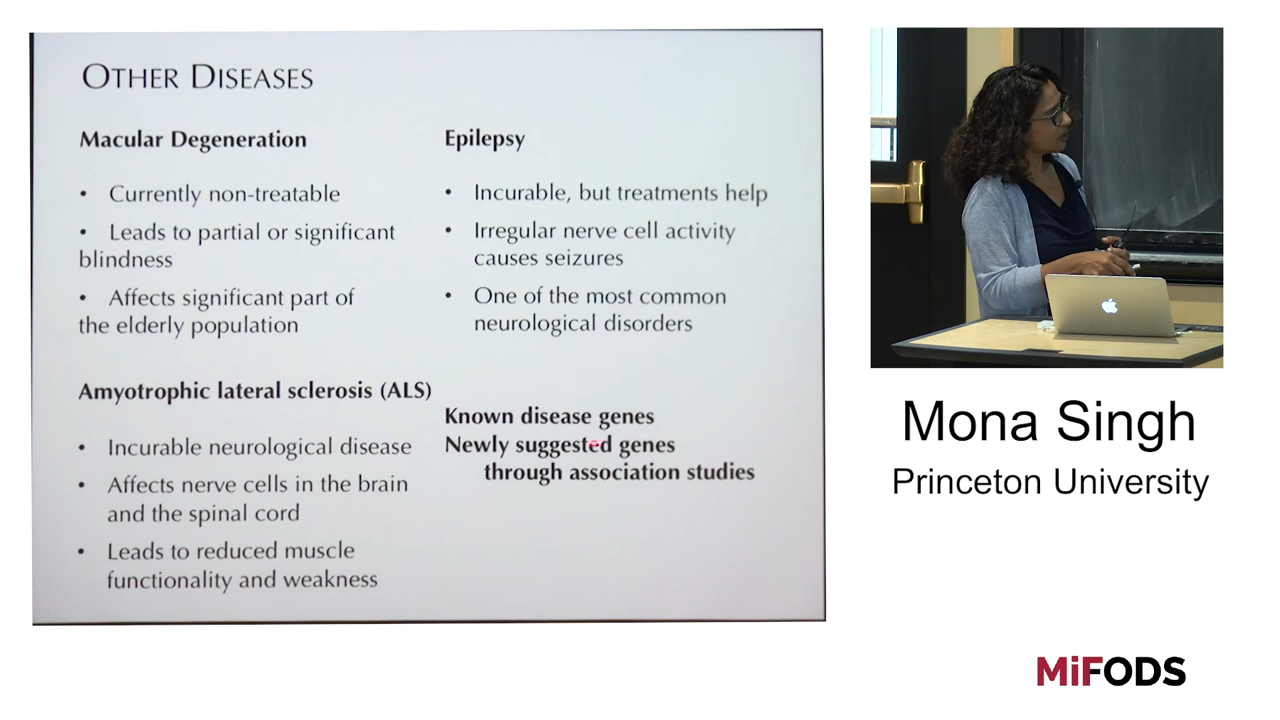 OTHER DISEASES
Macular Degeneration
• Currently non-treatable
• Leads to partial or significant
blindness
• Affects significant part of
the elderly population
Epilepsy
• Incurable, but treatments help
• Irregular nerve cell activity
causes seizures
• One of the most common
neurological disorders
Amyotrophic lateral sclerosis (ALS)
• Incurable neurological disease
• Affects nerve cells in the brain
and the spinal cord
• Leads to reduced muscle
functionality and weakness
Known disease genes
Newly suggested genes
through association studies
Mona Singh
Princeton University
MiFODS